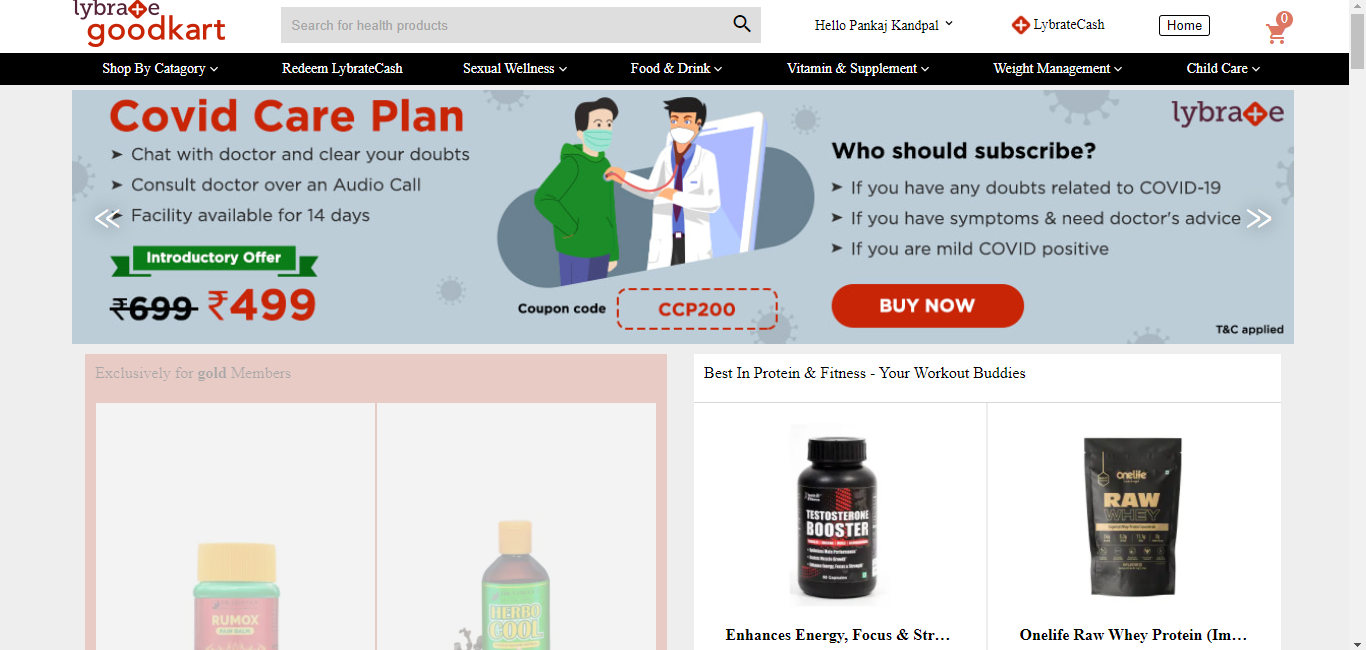 lybrate
goodkart
Search for health products
Hello Pankaj Kandpal
LybrateCash
Home
0
Shop By Catagory
Redeem LybrateCash
Sexual Wellness
Food & Drink
Vitamin & Supplement
Weight Management
Child Care
Covid Care Plan
➤ Chat with doctor and clear your doubts
➤ Consult doctor over an Audio Call
➤ Facility available for 14 days
Introductory Offer
₹699 ₹499
Coupon code
CCP200
lybrate
Who should subscribe?
➤ If you have any doubts related to COVID-19
➤ If you have symptoms & need doctor's advice
➤ If you are mild COVID positive
BUY NOW
T&C applied
Exclusively for gold Members
RUMOX
PAIN BALM
HERBO
COOL
Best In Protein & Fitness - Your Workout Buddies
TESTOSTERONE
BOOSTER
Enhances Energy, Focus & Str…
onelife
RAW
WHEY
Onelife Raw Whey Protein (Im…